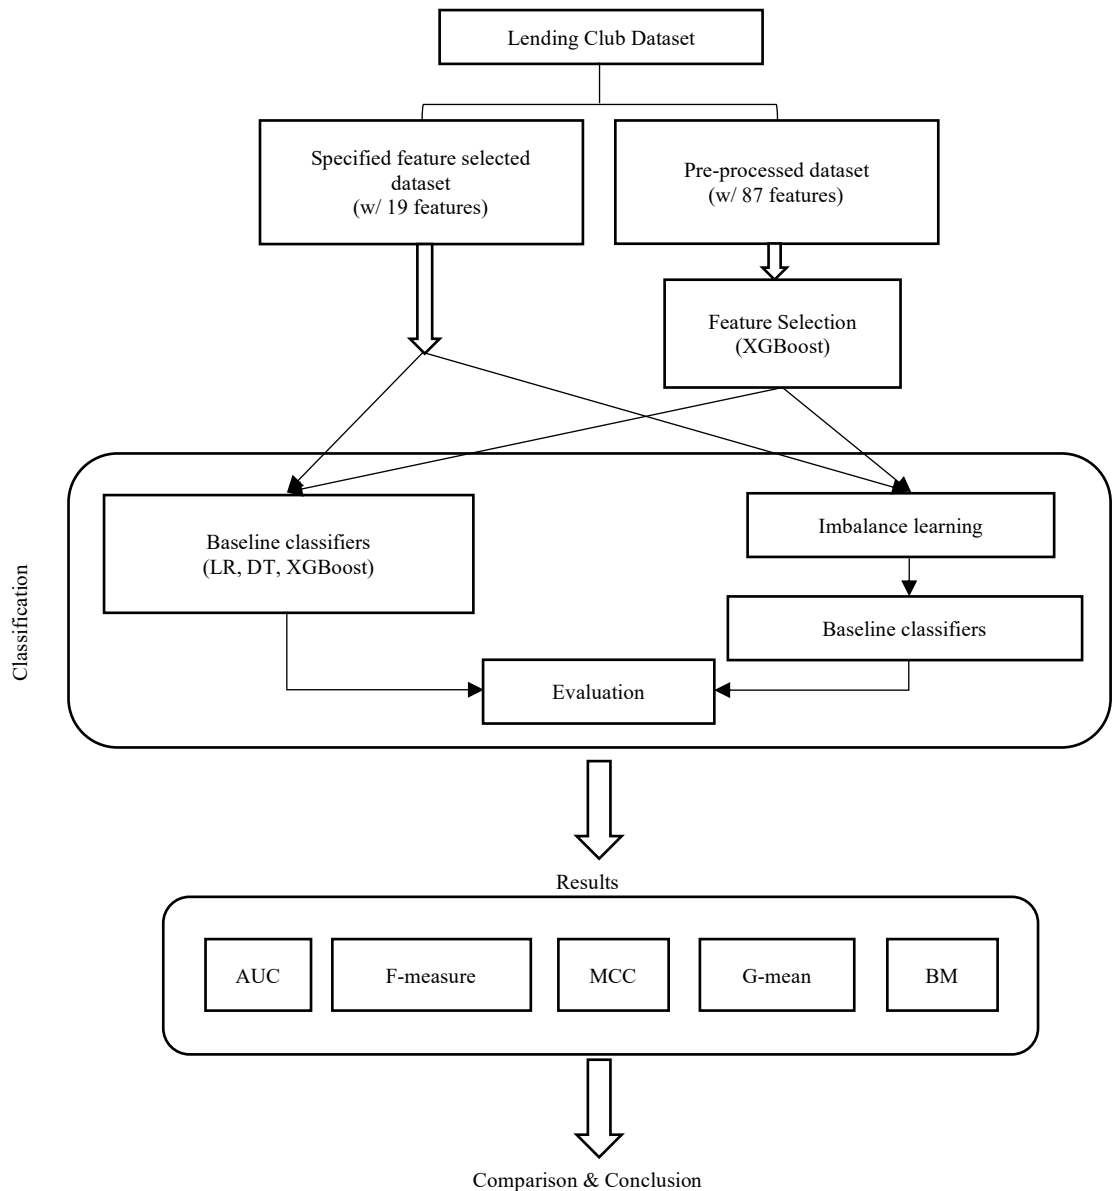 Lending Club Dataset
Specified feature selected
dataset
(w/ 19 features)
Pre-processed dataset
(w/ 87 features)
Feature Selection
(XGBoost)
Classification
Baseline classifiers
(LR, DT, XGBoost)
Imbalance learning
Baseline classifiers
Evaluation
Results
AUC
F-measure
MCC
G-mean
BM
Comparison & Conclusion